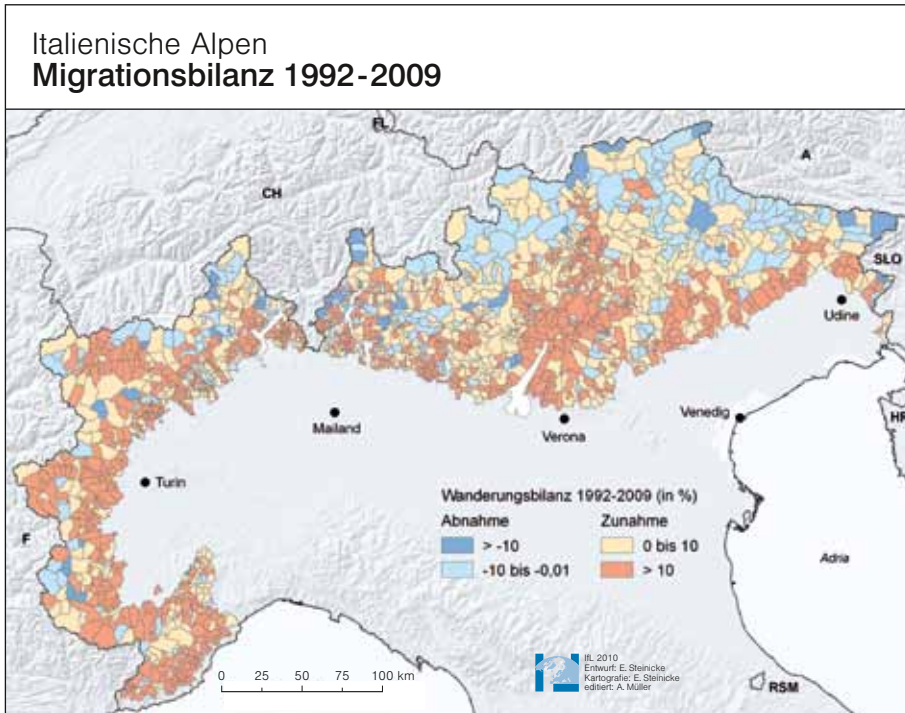 Italienische Alpen
Migrationsbilanz 1992-2009
FL
A
CH
SLO
Udine
Mailand
Verona
Venedig
HR
Turin
Wanderungsbilanz 1992-2009 (in %)
Abnahme
Zunahme
> -10
0 bis 10
-10 bis -0,01
> 10
F
Adria
IfL 2010
Entwurf: E. Steinicke
Kartografie: E. Steinicke
editiert: A. Müller
0 25 50 75 100 km
RSM